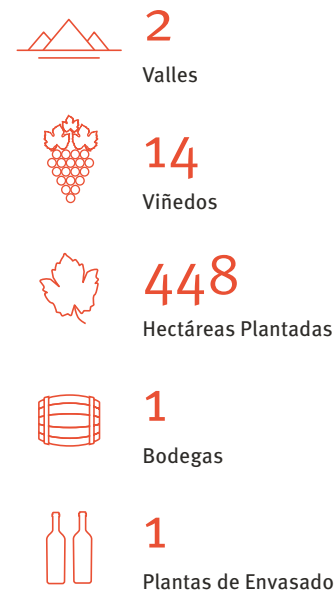 2
Valles
14
Viñedos
448
Hectáreas Plantadas
1
Bodegas
1
Plantas de Envasado